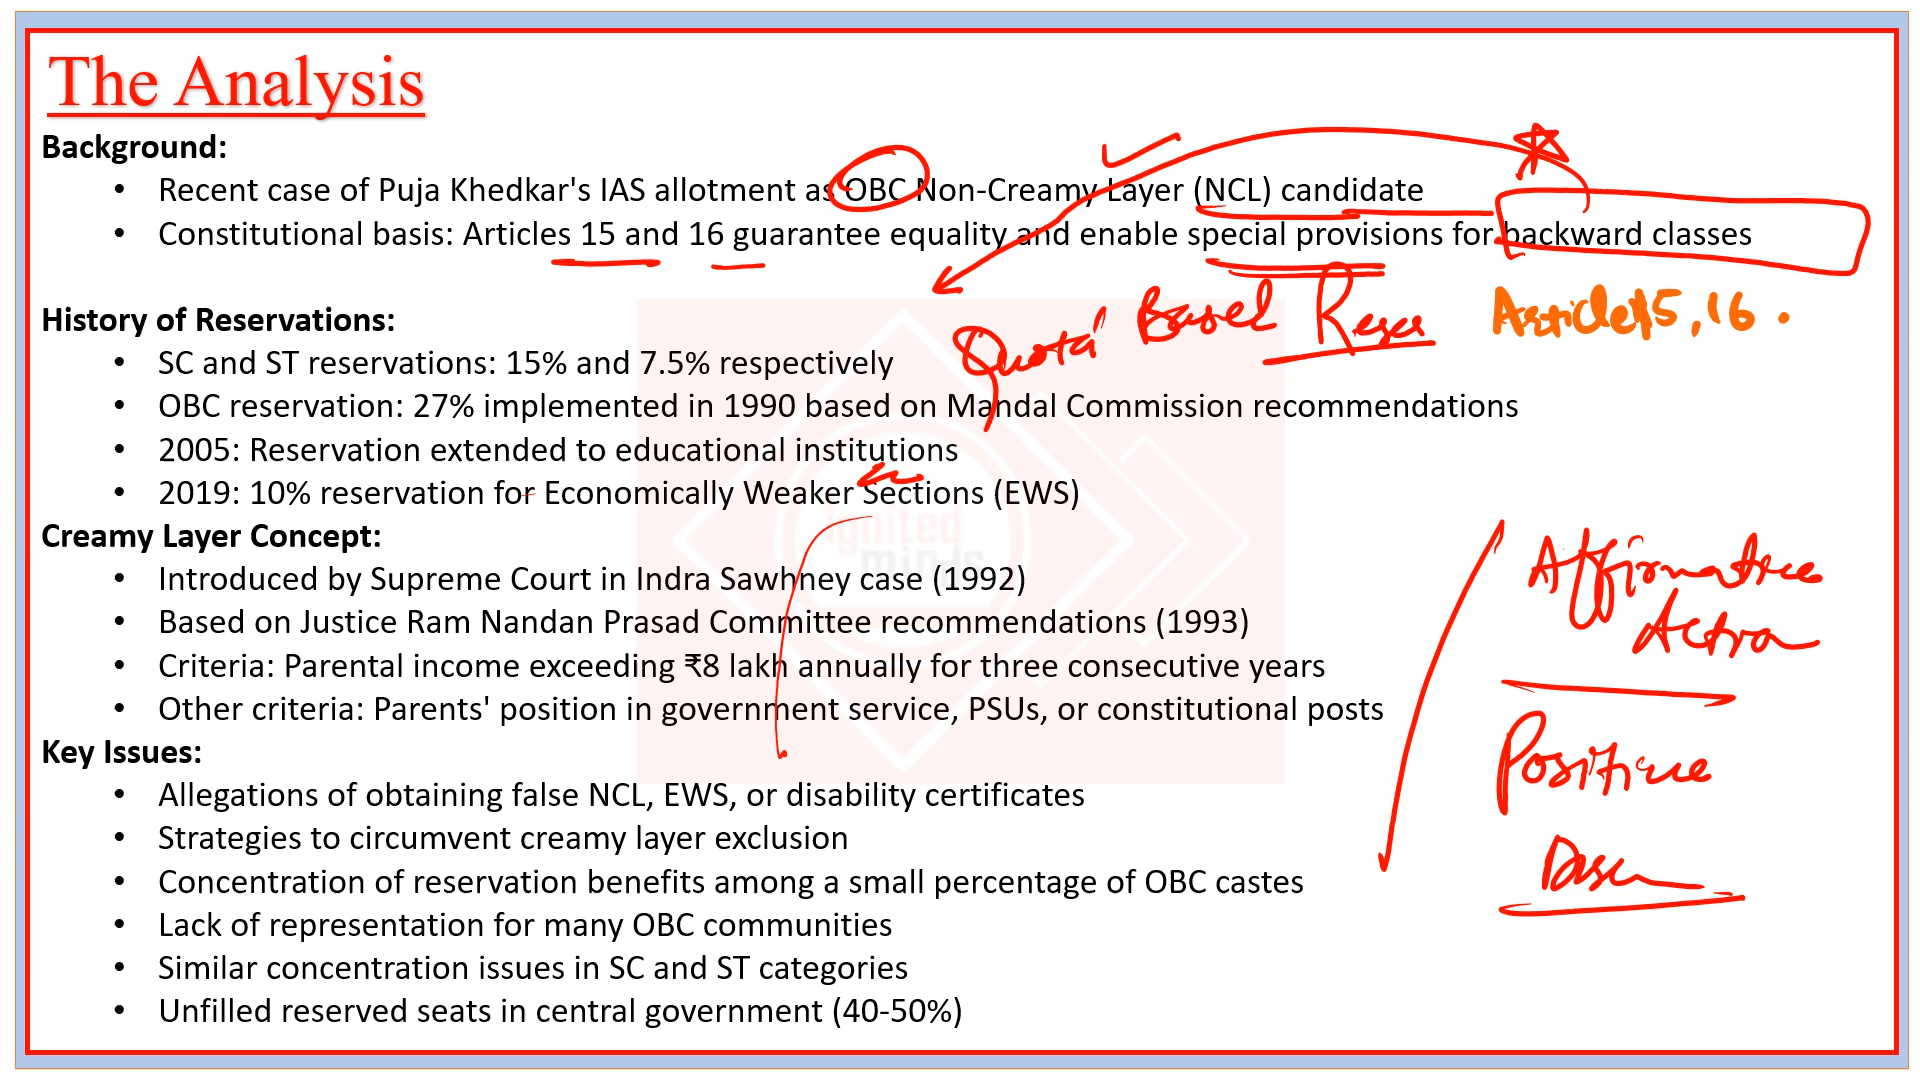 The Analysis
Background:
• Recent case of Puja Khedkar's IAS allotment as OBC Non-Creamy Layer (NCL) candidate
• Constitutional basis: Articles 15 and 16 guarantee equality and enable special provisions for backward classes
Quota Based Reser
Article 15, 16.
History of Reservations:
• SC and ST reservations: 15% and 7.5% respectively
• OBC reservation: 27% implemented in 1990 based on Mandal Commission recommendations
• 2005: Reservation extended to educational institutions
• 2019: 10% reservation for Economically Weaker Sections (EWS)
ignited
minds
Creamy Layer Concept:
• Introduced by Supreme Court in Indra Sawhney case (1992)
• Based on Justice Ram Nandan Prasad Committee recommendations (1993)
• Criteria: Parental income exceeding ₹8 lakh annually for three consecutive years
• Other criteria: Parents' position in government service, PSUs, or constitutional posts
Affirmative
Action
Positive
Key Issues:
• Allegations of obtaining false NCL, EWS, or disability certificates
• Strategies to circumvent creamy layer exclusion
• Concentration of reservation benefits among a small percentage of OBC castes
• Lack of representation for many OBC communities
• Similar concentration issues in SC and ST categories
• Unfilled reserved seats in central government (40-50%)